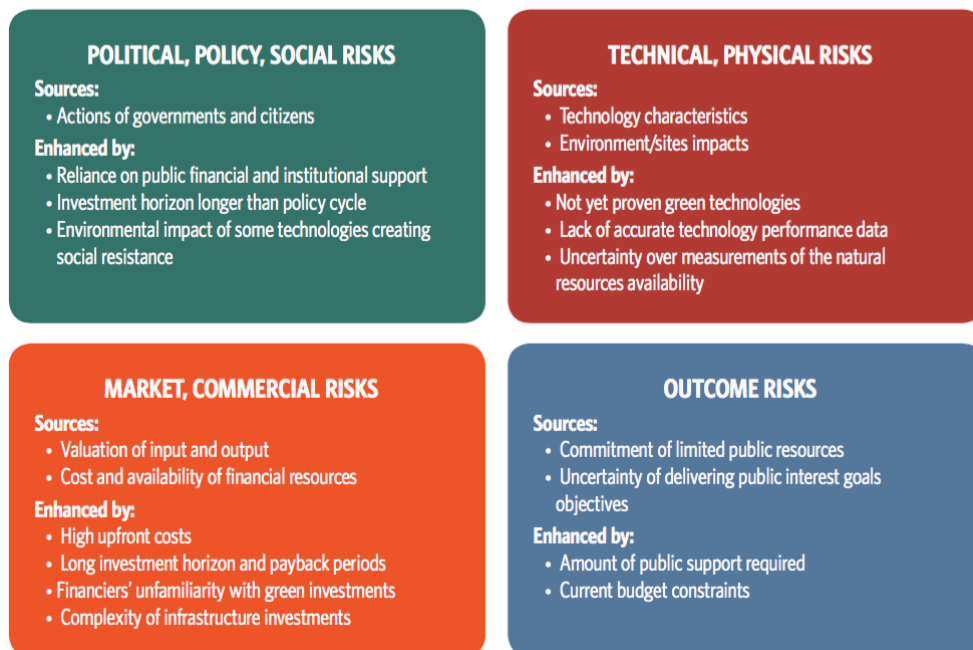 POLITICAL, POLICY, SOCIAL RISKS
Sources:
• Actions of governments and citizens
Enhanced by:
• Reliance on public financial and institutional support
• Investment horizon longer than policy cycle
• Environmental impact of some technologies creating
social resistance
TECHNICAL, PHYSICAL RISKS
Sources:
• Technology characteristics
• Environment/sites impacts
Enhanced by:
• Not yet proven green technologies
• Lack of accurate technology performance data
• Uncertainty over measurements of the natural
resources availability
MARKET, COMMERCIAL RISKS
Sources:
• Valuation of input and output
• Cost and availability of financial resources
Enhanced by:
• High upfront costs
• Long investment horizon and payback periods
• Financiers' unfamiliarity with green investments
• Complexity of infrastructure investments
OUTCOME RISKS
Sources:
• Commitment of limited public resources
• Uncertainty of delivering public interest goals
objectives
Enhanced by:
• Amount of public support required
• Current budget constraints